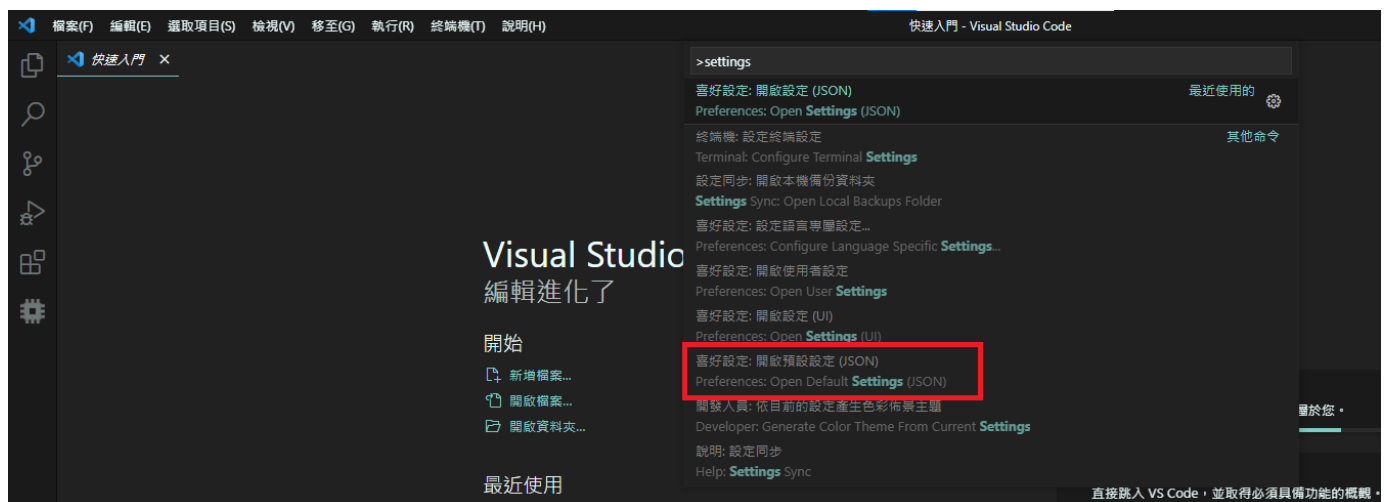 檔案(F) 編輯(E) 選取項目(S) 檢視(V) 移至(G) 執行(R) 終端機(T) 說明(H) 快速入門 - Visual Studio Code
快速入門
>settings
喜好設定: 開啟設定 (JSON) 最近使用的
Preferences: Open Settings (JSON)
終端機: 設定終端設定 其他命令
Terminal: Configure Terminal Settings
設定同步: 開啟本機備份資料夾
Settings Sync: Open Local Backups Folder
喜好設定: 設定語言專屬設定...
Preferences: Configure Language Specific Settings...
喜好設定: 開啟使用者設定
Preferences: Open User Settings
喜好設定: 開啟設定 (UI)
Preferences: Open Settings (UI)
喜好設定: 開啟預設設定 (JSON)
Preferences: Open Default Settings (JSON)
開發人員: 依目前的設定產生色彩佈景主題
Developer: Generate Color Theme From Current Settings
說明: 設定同步
Help: Settings Sync
Visual Studio
編輯進化了
開始
新增檔案...
開啟檔案...
開啟資料夾...
最近使用
屬於您。
直接跳入 VS Code，並取得必須具備功能的概觀。